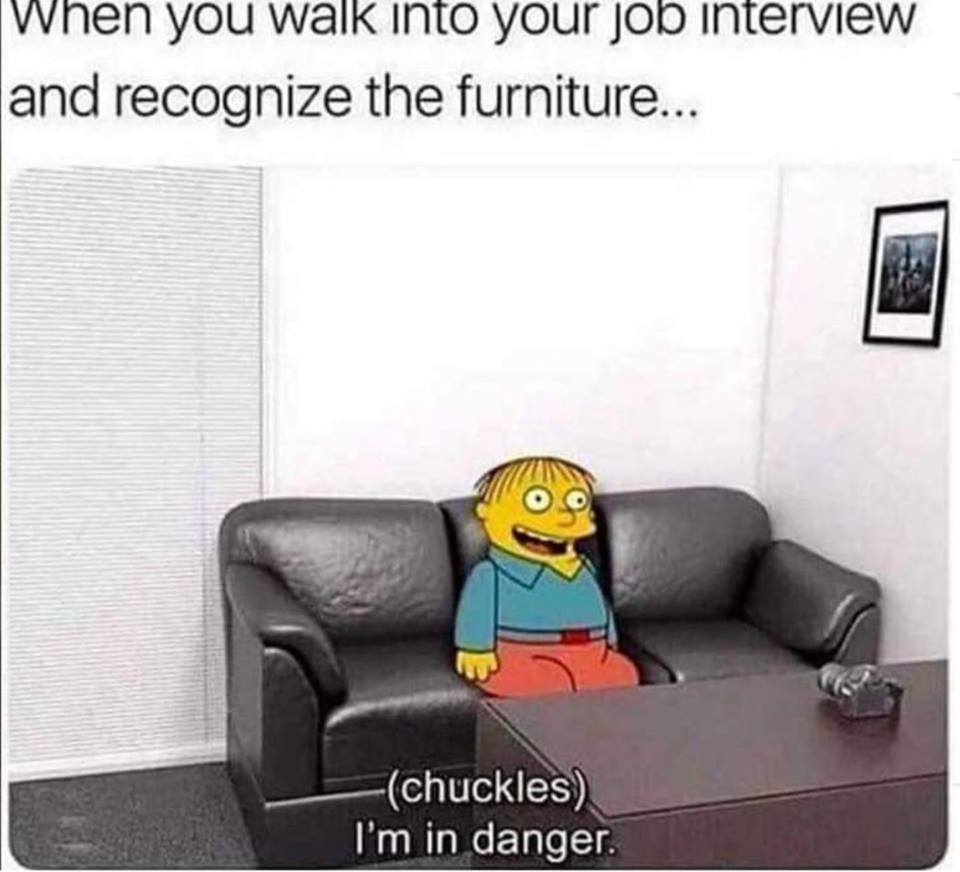 When you walk into your job interview
and recognize the furniture...
(chuckles)
I'm in danger.